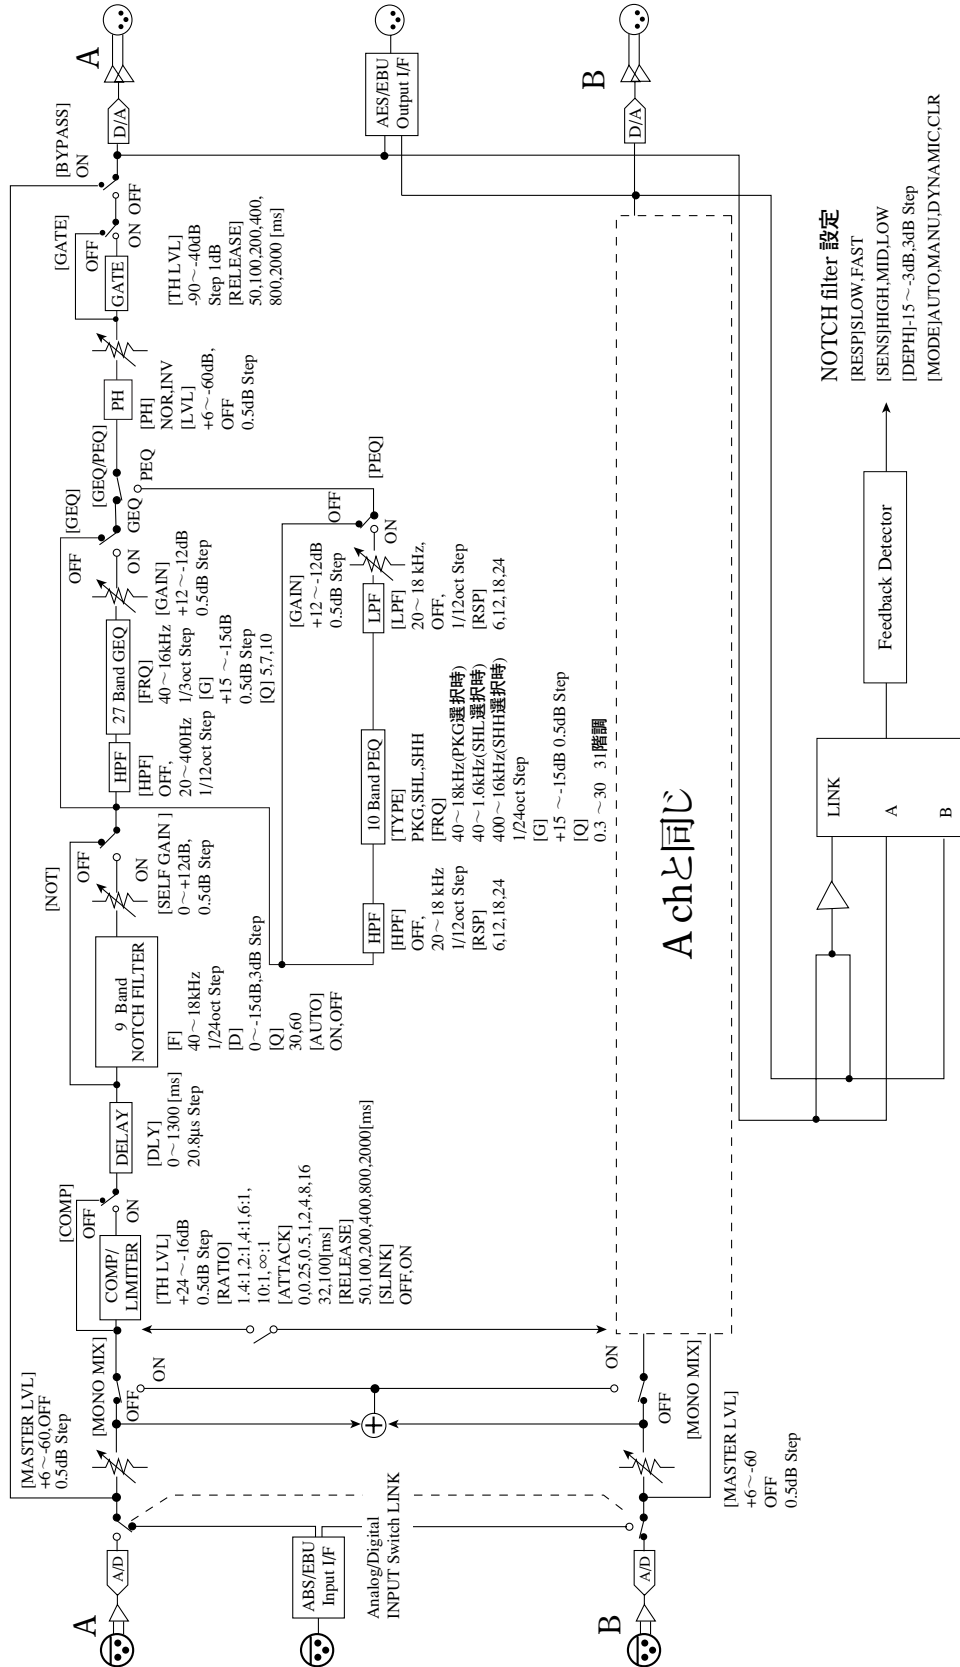 A
A/D
[MASTER LVL]
+6～-60,OFF
0.5dB Step
[MONO MIX]
OFF
ON
COMP/
LIMITER
[COMP]
OFF
ON
[TH LVL]
+24～-16dB
0.5dB Step
[RATIO]
1.4:1,2:1,4:1,6:1,
10:1,∞:1
[ATTACK]
0,0.25,0.5,1,2,4,8,16
32,100[ms]
[RELEASE]
50,100,200,400,800,2000[ms]
[SLINK]
OFF,ON
DELAY
[DLY]
0～1300 [ms]
20.8μs Step
[NOT]
9 Band
NOTCH FILTER
OFF
ON
[F]
40～18kHz
1/24oct Step
[D]
0～-15dB,3dB Step
[Q]
30,60
[AUTO]
ON,OFF
[SELF GAIN ]
0～+12dB,
0.5dB Step
HPF
[HPF]
OFF,
20～400Hz
1/12oct Step
27 Band GEQ
[FRQ]
40～16kHz
1/3oct Step
[G]
+15 ～-15dB
0.5dB Step
[Q] 5,7,10
[GAIN]
+12～-12dB
0.5dB Step
[GEQ]
OFF
ON
[GEQ/PEQ]
GEQ
PEQ
PH
[PH]
NOR,INV
[LVL]
+6～-60dB,
OFF
0.5dB Step
[GATE]
GATE
OFF
ON
[TH LVL]
-90～-40dB
Step 1dB
[RELEASE]
50,100,200,400,
800,2000 [ms]
[BYPASS]
ON
OFF
D/A
A
HPF
[HPF]
OFF,
20～18 kHz
1/12oct Step
[RSP]
6,12,18,24
10 Band PEQ
[TYPE]
PKG,SHL,SHH
[FRQ]
40～18kHz(PKG選択時)
40～1.6kHz(SHL選択時)
400～16kHz(SHH選択時)
1/24oct Step
[G]
+15 ～-15dB 0.5dB Step
[Q]
0.3 ～30 31階調
LPF
[LPF]
20～18 kHz,
OFF,
1/12oct Step
[RSP]
6,12,18,24
[GAIN]
+12～-12dB
0.5dB Step
OFF
ON
[PEQ]
AES/EBU
Output I/F
ABS/EBU
Input I/F
Analog/Digital
INPUT Switch LINK
B
A/D
[MASTER LVL]
+6～-60
OFF
0.5dB Step
[MONO MIX]
OFF
ON
A chと同じ
D/A
B
LINK
A
B
Feedback Detector
NOTCH filter 設定
[RESP]SLOW,FAST
[SENS]HIGH,MID,LOW
[DEPH]-15 ～-3dB,3dB Step
[MODE]AUTO,MANU,DYNAMIC,CLR